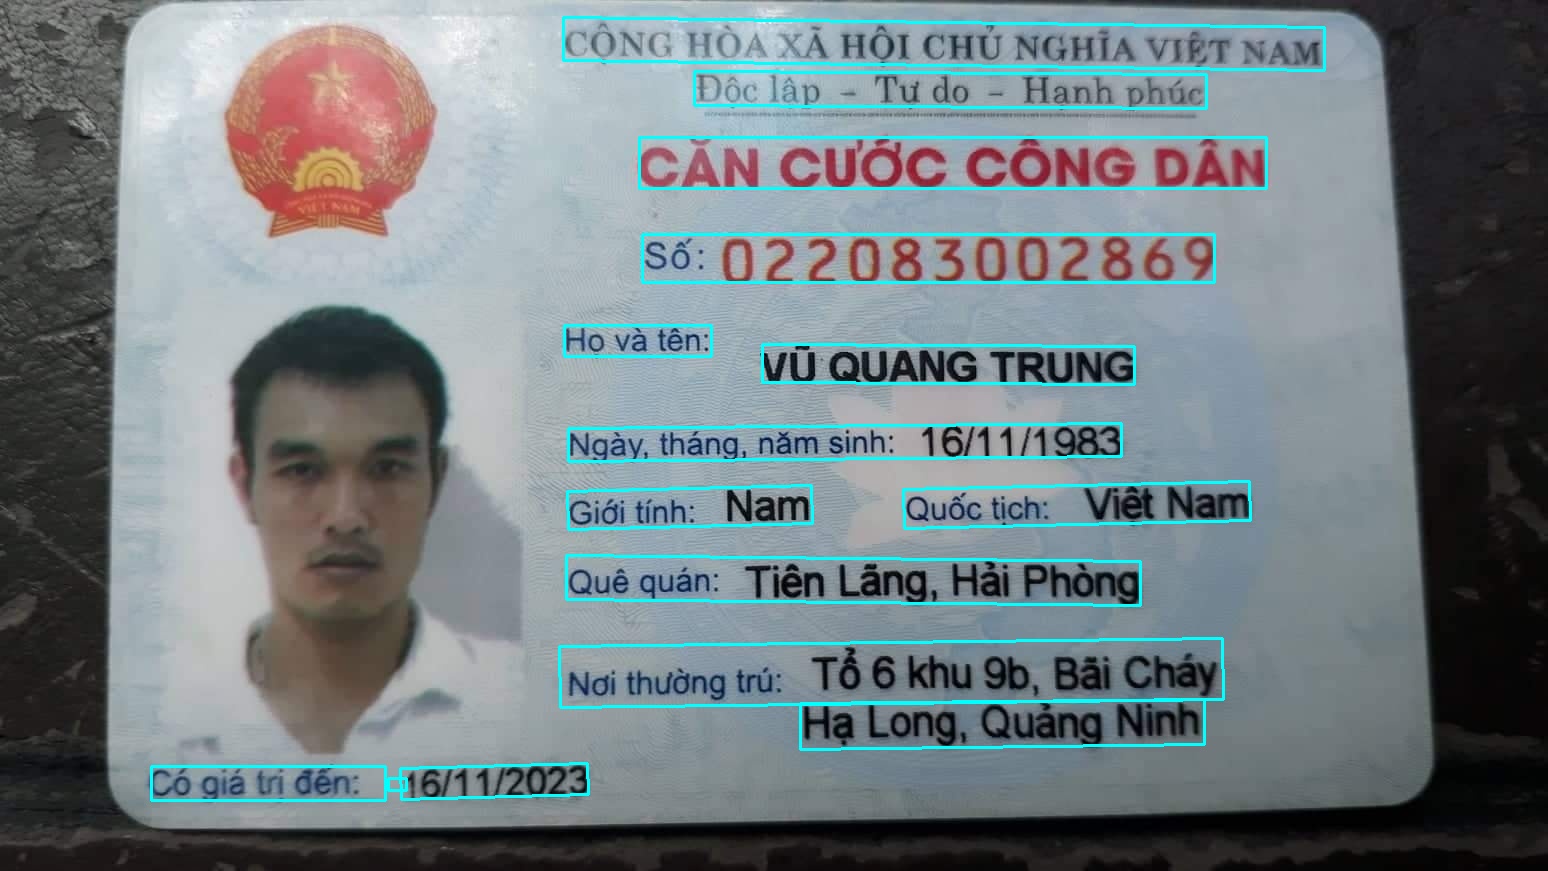 CỘNG HÒA XÃ HỘI CHỦ NGHĨA VIỆT NAM
Độc lập - Tự do - Hạnh phúc
CĂN CƯỚC CÔNG DÂN
Số: 022083002869
Họ và tên:
VŨ QUANG TRUNG
Ngày, tháng, năm sinh: 16/11/1983
Giới tính: Nam Quốc tịch: Việt Nam
Quê quán: Tiên Lãng, Hải Phòng
Nơi thường trú: Tổ 6 khu 9b, Bãi Cháy
Hạ Long, Quảng Ninh
Có giá trị đến: 16/11/2023
VIỆT NAM